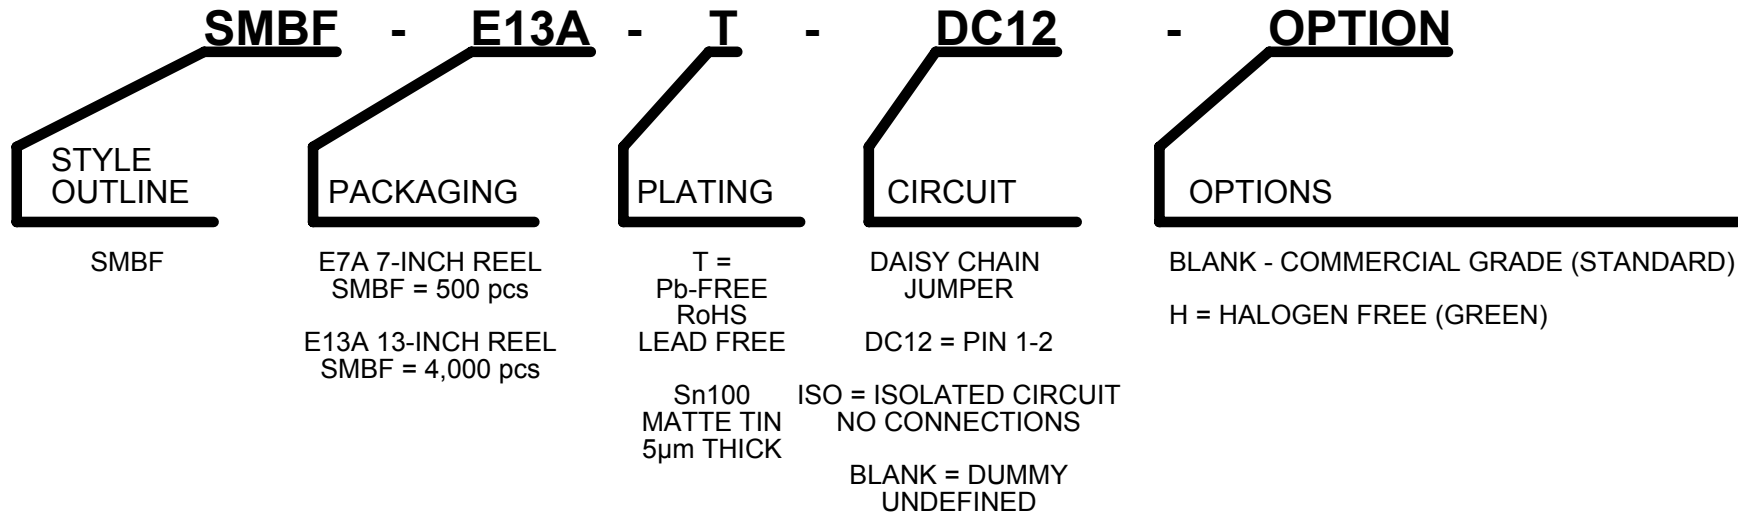 SMBF - E13A - T - DC12 - OPTION
STYLE
OUTLINE
PACKAGING
PLATING
CIRCUIT
OPTIONS
SMBF
E7A 7-INCH REEL
SMBF = 500 pcs
E13A 13-INCH REEL
SMBF = 4,000 pcs
T =
Pb-FREE
RoHS
LEAD FREE
Sn100
MATTE TIN
5µm THICK
DAISY CHAIN
JUMPER
DC12 = PIN 1-2
ISO = ISOLATED CIRCUIT
NO CONNECTIONS
BLANK = DUMMY
UNDEFINED
BLANK - COMMERCIAL GRADE (STANDARD)
H = HALOGEN FREE (GREEN)